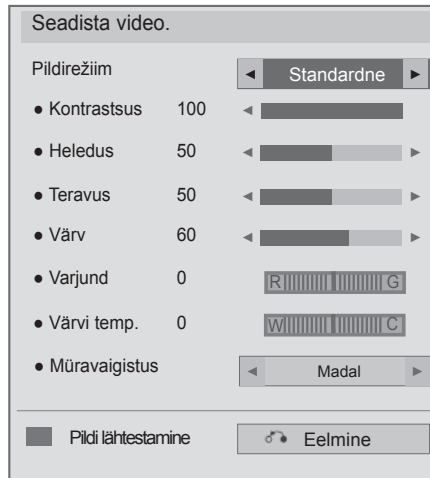 Seadista video.
Pildirežiim ◄ Standardne ►
● Kontrastsus 100
● Heledus 50
● Teravus 50
● Värv 60
● Varjund 0 R G
● Värvi temp. 0 W C
● Müravaigistus ◄ Madal ►
Pildi lähtestamine Eelmine